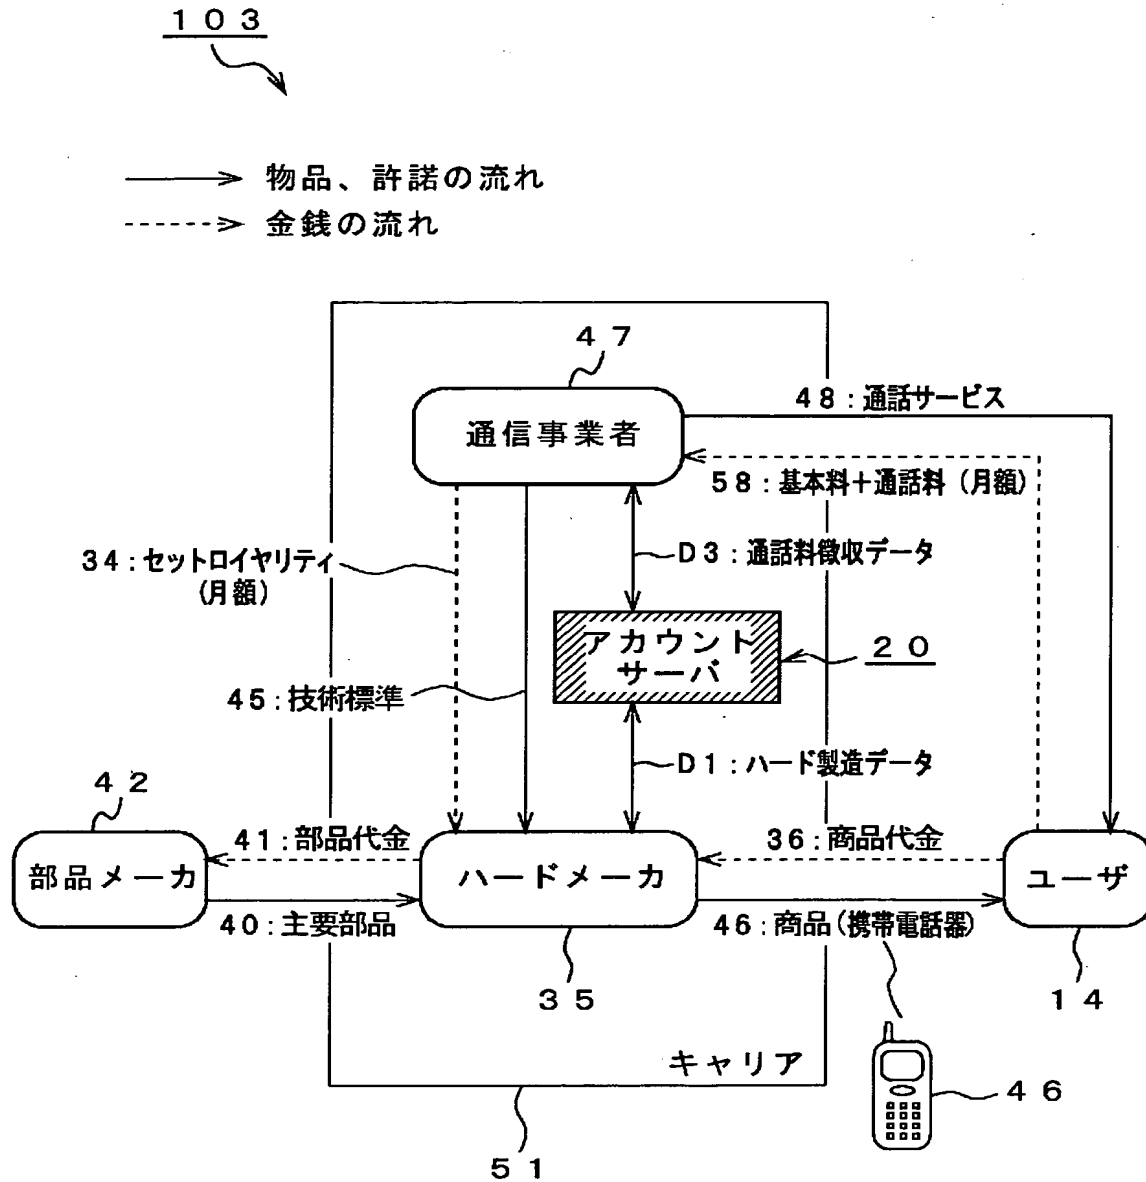 １０３
物品、許諾の流れ
金銭の流れ
４７
通信事業者
４８：通話サービス
５８：基本料＋通話料（月額）
３４：セットロイヤリティ
（月額）
D３：通話料徴収データ
アカウント
サーバ
２０
４５：技術標準
D１：ハード製造データ
４２
部品メーカ
４１：部品代金
４０：主要部品
ハードメーカ
３６：商品代金
４６：商品（携帯電話器）
ユーザ
３５
１４
キャリア
４６
５１